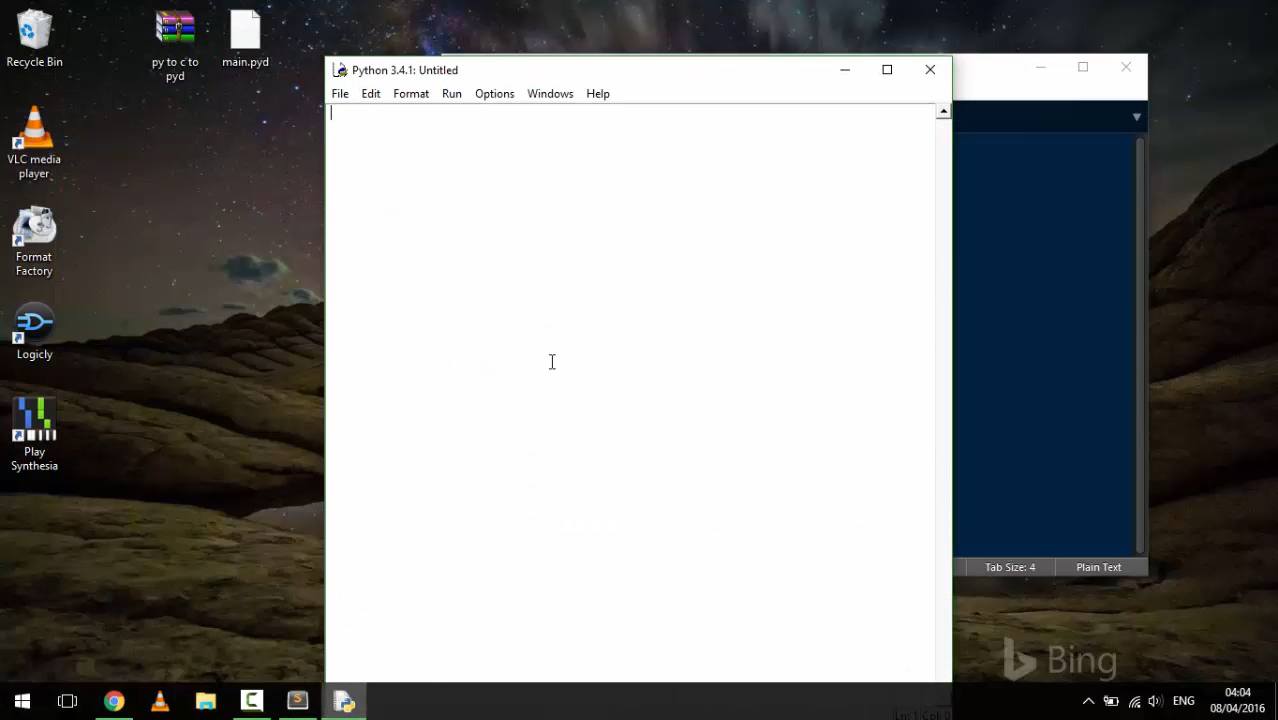 Recycle Bin
py to c to
pyd
main.pyd
VLC media
player
Format
Factory
Logicly
Play
Synthesia
Python 3.4.1: Untitled
File Edit Format Run Options Windows Help
Tab Size: 4 Plain Text
Bing
ENG
04:04
08/04/2016